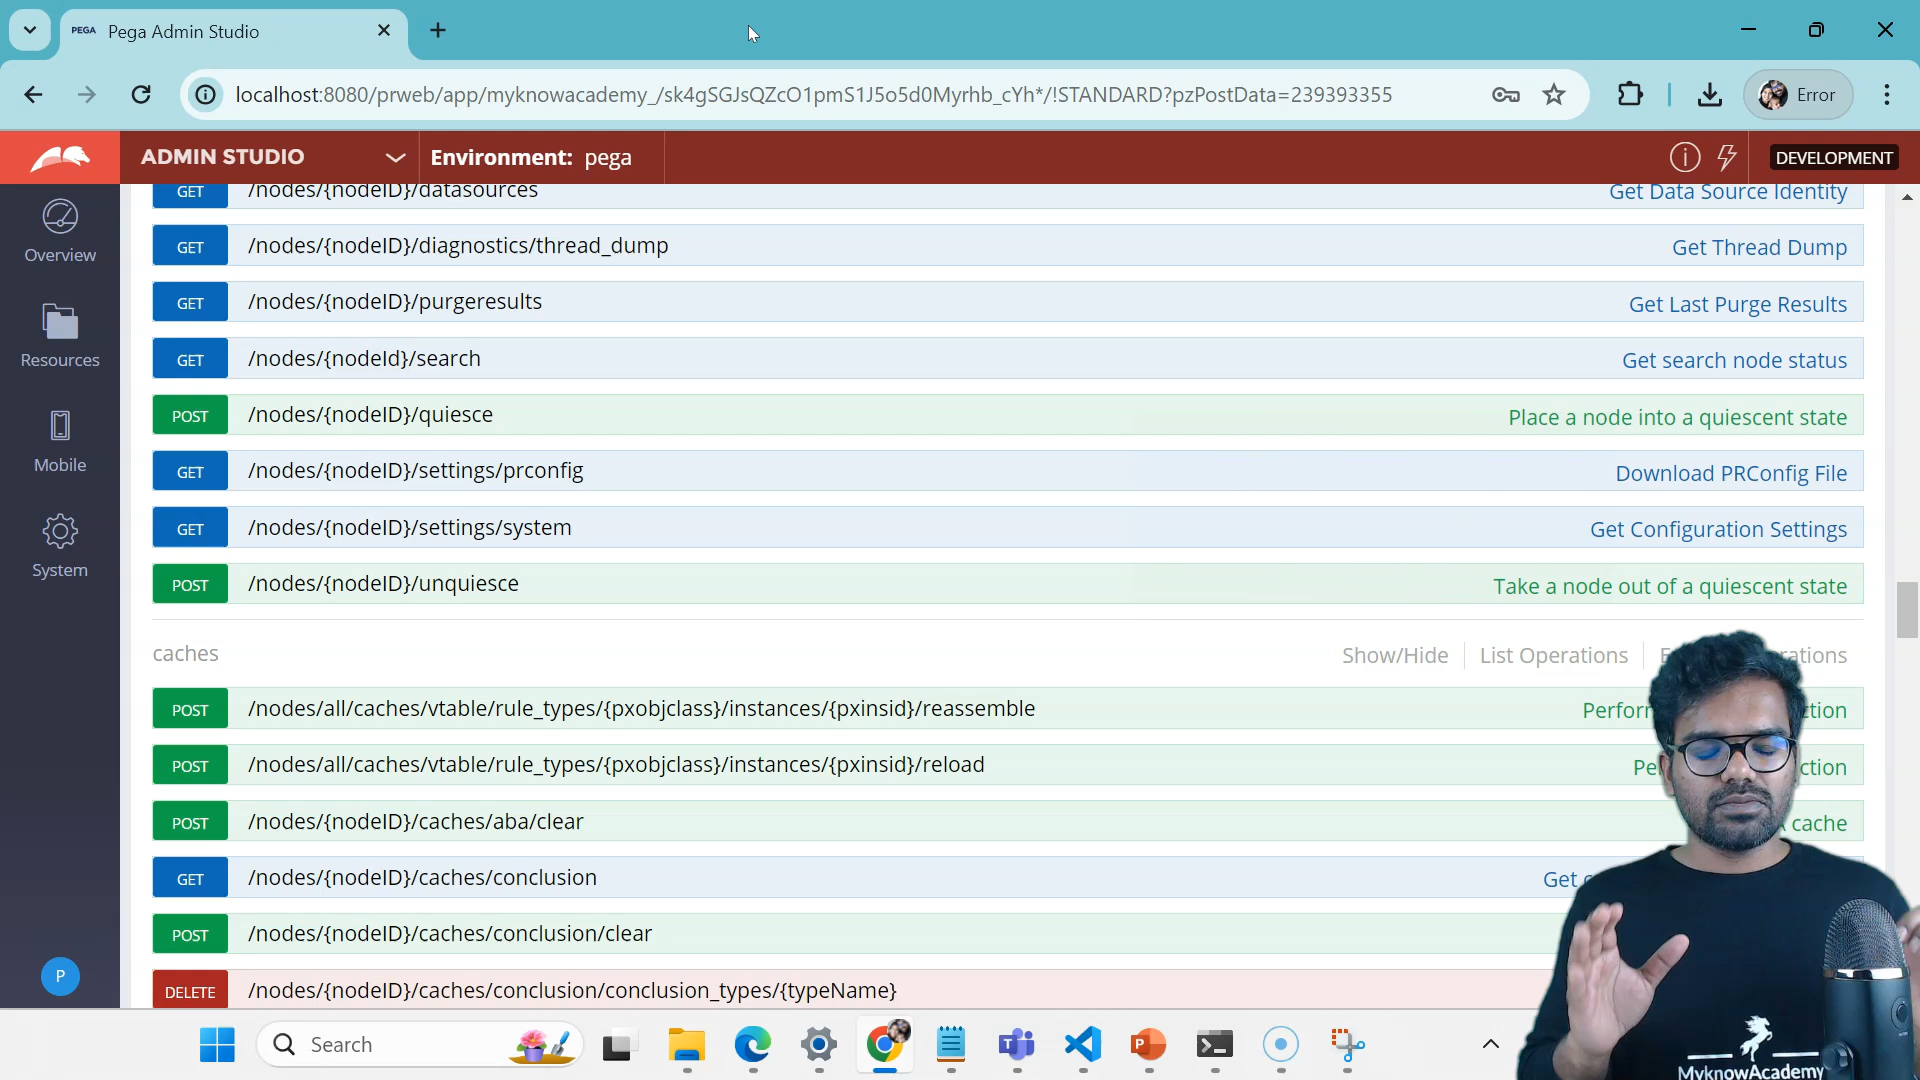 PEGA Pega Admin Studio
localhost:8080/prweb/app/myknowacademy_/sk4gSGJsQZcO1pmS1J5o5d0Myrhb_cYh*/!STANDARD?pzPostData=239393355
Error
ADMIN STUDIO
Environment: pega
DEVELOPMENT
Overview
Resources
Mobile
System
P
GET /nodes/{nodeID}/datasources Get Data Source Identity
GET /nodes/{nodeID}/diagnostics/thread_dump Get Thread Dump
GET /nodes/{nodeID}/purgeresults Get Last Purge Results
GET /nodes/{nodeId}/search Get search node status
POST /nodes/{nodeID}/quiesce Place a node into a quiescent state
GET /nodes/{nodeID}/settings/prconfig Download PRConfig File
GET /nodes/{nodeID}/settings/system Get Configuration Settings
POST /nodes/{nodeID}/unquiesce Take a node out of a quiescent state
caches Show/Hide List Operations
POST /nodes/all/caches/vtable/rule_types/{pxobjclass}/instances/{pxinsid}/reassemble
POST /nodes/all/caches/vtable/rule_types/{pxobjclass}/instances/{pxinsid}/reload
POST /nodes/{nodeID}/caches/aba/clear cache
GET /nodes/{nodeID}/caches/conclusion Get
POST /nodes/{nodeID}/caches/conclusion/clear
DELETE /nodes/{nodeID}/caches/conclusion/conclusion_types/{typeName}
Search
MyknowAcademy